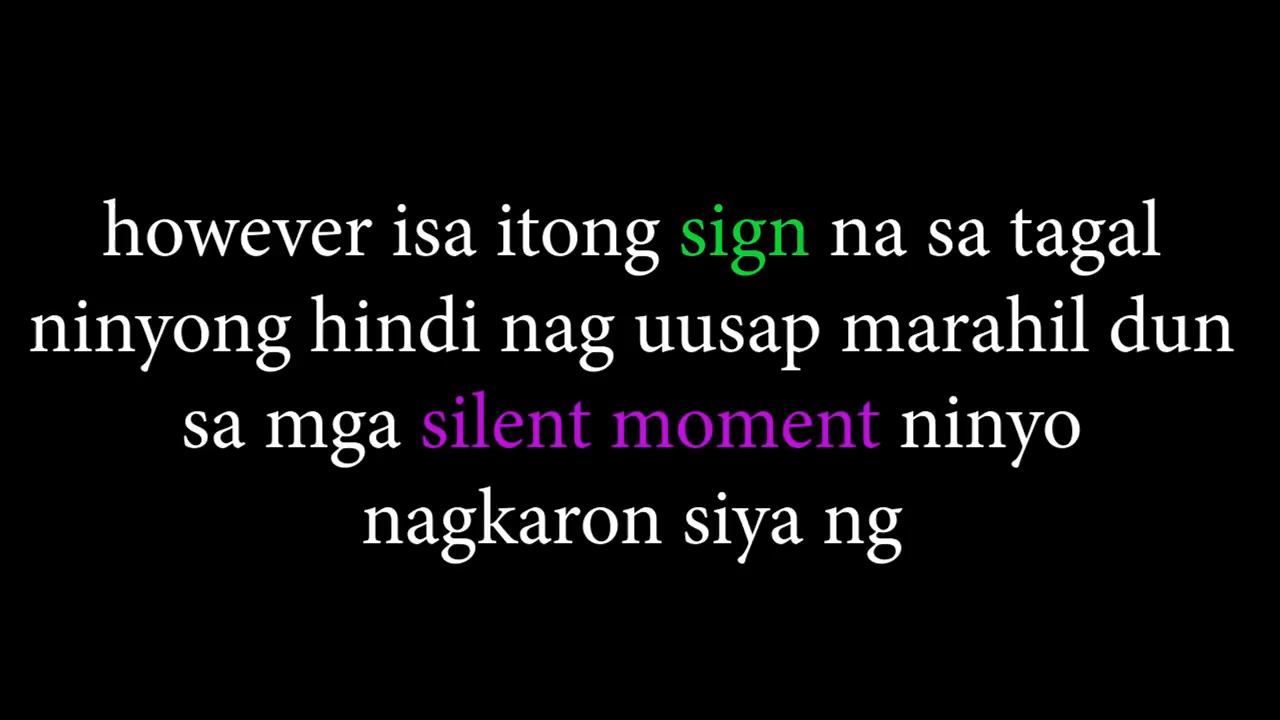 however isa itong sign na sa tagal
ninyong hindi nag uusap marahil dun
sa mga silent moment ninyo
nagkaron siya ng